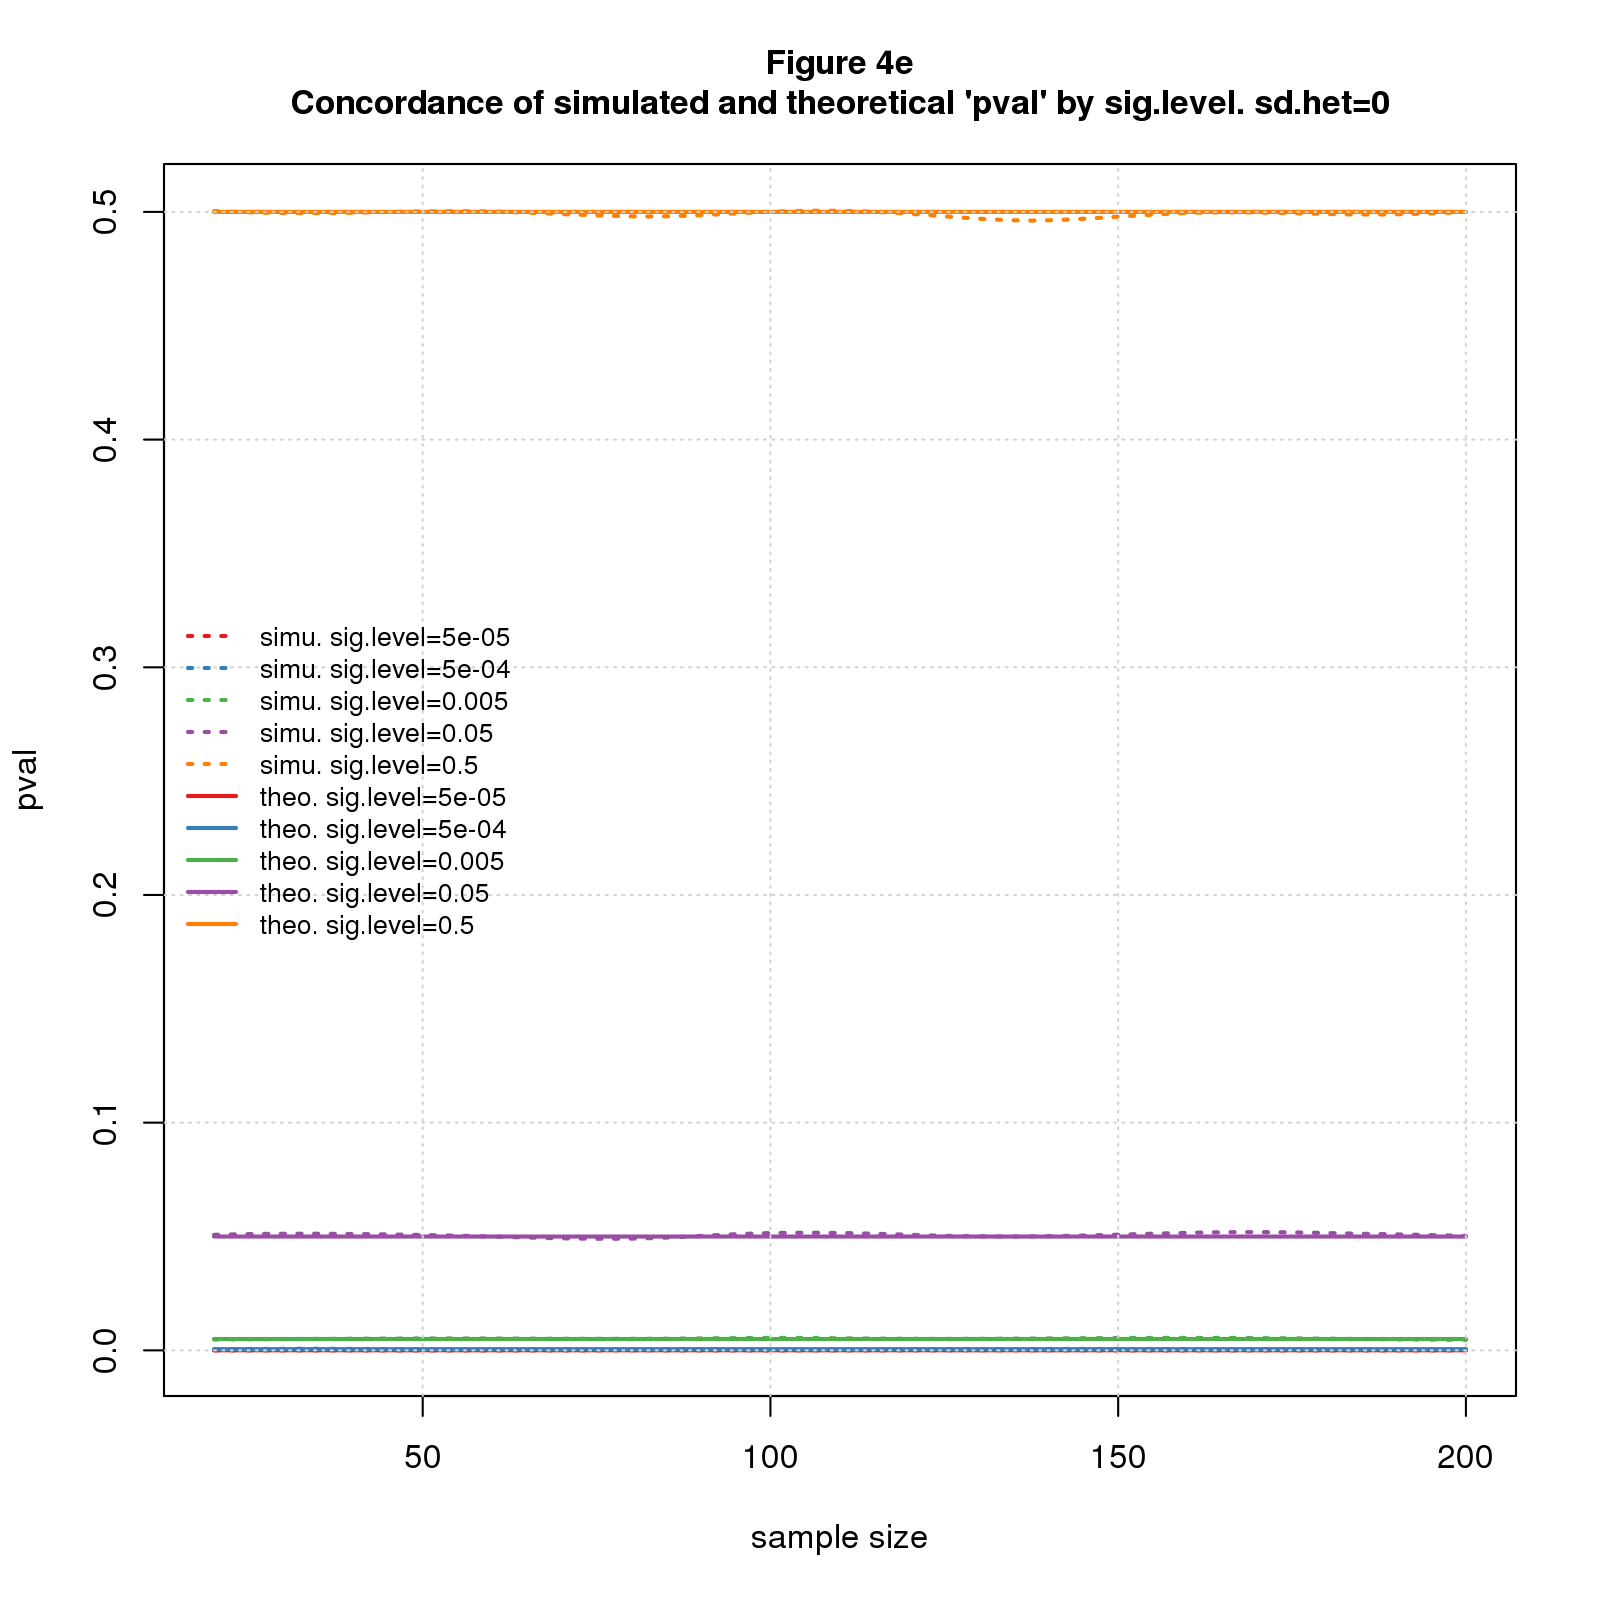 Figure 4e
Concordance of simulated and theoretical 'pval' by sig.level. sd.het=0
0.5
0.4
0.3
0.2
0.1
0.0
pval
simu. sig.level=5e-05
simu. sig.level=5e-04
simu. sig.level=0.005
simu. sig.level=0.05
simu. sig.level=0.5
theo. sig.level=5e-05
theo. sig.level=5e-04
theo. sig.level=0.005
theo. sig.level=0.05
theo. sig.level=0.5
50 100 150 200
sample size